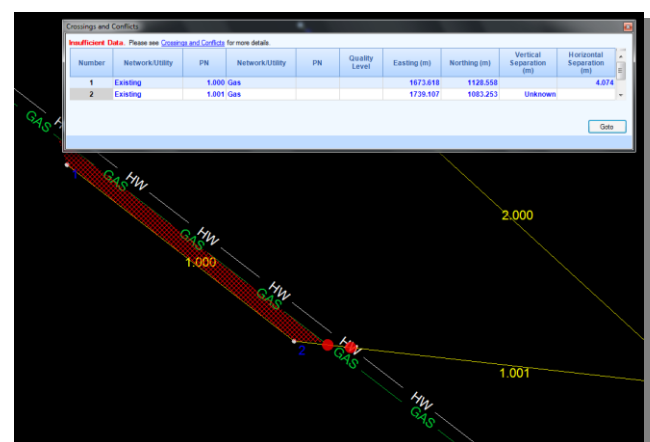 Crossings and Conflicts
Insufficient Data. Please see Crossings and Conflicts for more details.
Number Network/Utility PN Network/Utility PN Quality Level Easting (m) Northing (m) Vertical Separation (m) Horizontal Separation (m)
1 Existing 1.000 Gas 1673.618 1128.558 4.074
2 Existing 1.001 Gas 1739.107 1083.253 Unknown
Goto
GAS
HW
GAS
HW
1
2.000
HW
GAS
1.000
HW
GAS
HW
2
GAS
1.001
HW
GAS